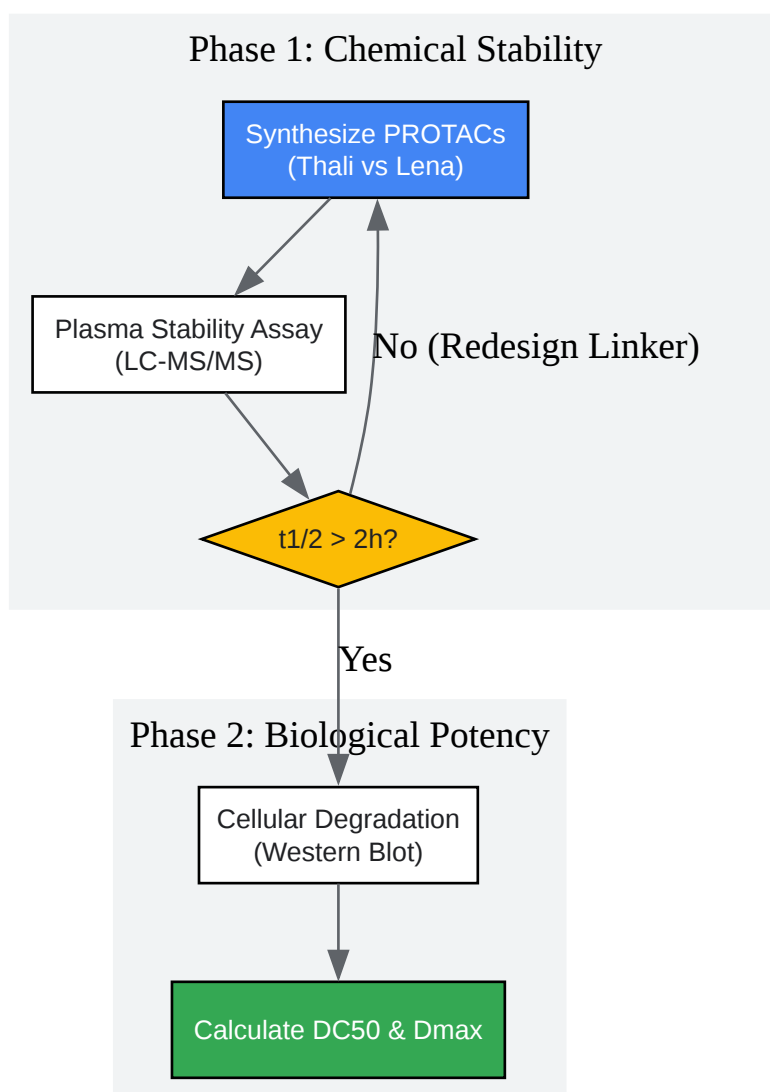 Phase 1: Chemical Stability
Synthesize PROTACs
(Thali vs Lena)
Plasma Stability Assay
(LC-MS/MS)
No (Redesign Linker)
t1/2 > 2h?
Yes
Phase 2: Biological Potency
Cellular Degradation
(Western Blot)
Calculate DC50 & Dmax